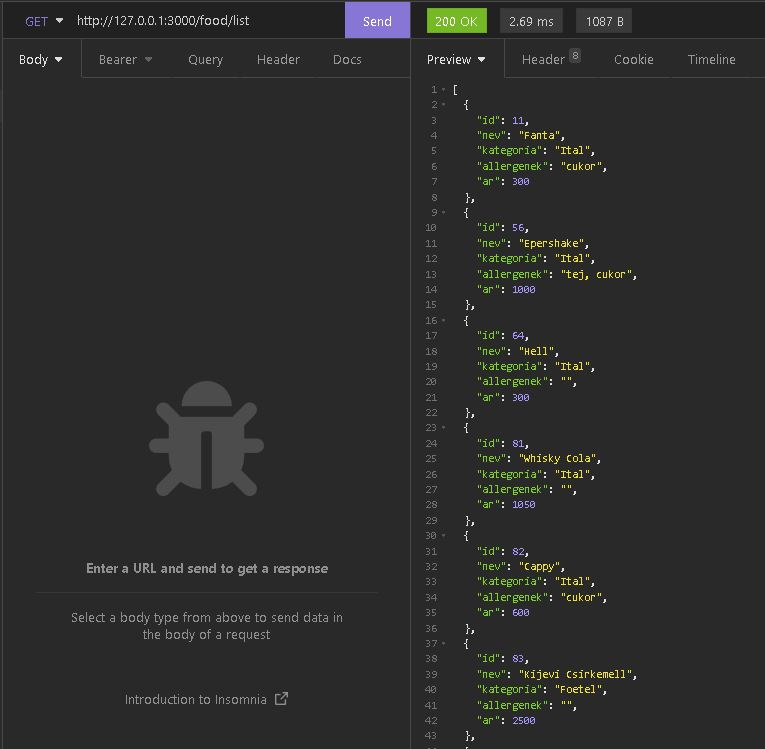 GET http://127.0.0.1:3000/food/list Send 200 OK 2.69 ms 1087 B
Body Bearer Query Header Docs Preview Header 8 Cookie Timeline
1 [
2 {
3 "id": 11,
4 "nev": "Fanta",
5 "kategoria": "Ital",
6 "allergenek": "cukor",
7 "ar": 300
8 },
9 {
10 "id": 56,
11 "nev": "Epershake",
12 "kategoria": "Ital",
13 "allergenek": "tej, cukor",
14 "ar": 1000
15 },
16 {
17 "id": 64,
18 "nev": "Hell",
19 "kategoria": "Ital",
20 "allergenek": "",
21 "ar": 300
22 },
23 {
24 "id": 81,
25 "nev": "Whisky Cola",
26 "kategoria": "Ital",
27 "allergenek": "",
28 "ar": 1050
29 },
30 {
31 "id": 82,
32 "nev": "Cappy",
33 "kategoria": "Ital",
34 "allergenek": "cukor",
35 "ar": 600
36 },
37 {
38 "id": 83,
39 "nev": "Kijevi Csirkemell",
40 "kategoria": "Foetel",
41 "allergenek": "",
42 "ar": 2500
43 },
Enter a URL and send to get a response
Select a body type from above to send data in
the body of a request
Introduction to Insomnia